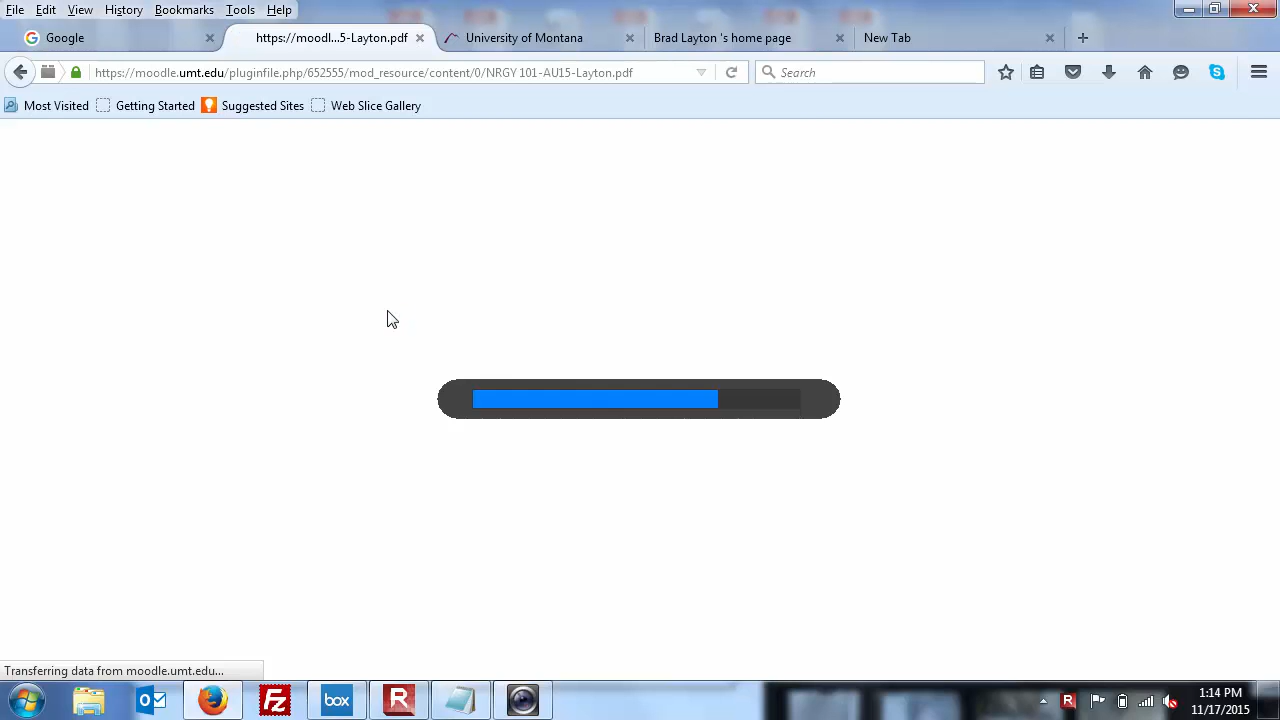 File Edit View History Bookmarks Tools Help
Google https://moodl...5-Layton.pdf University of Montana Brad Layton 's home page New Tab
https://moodle.umt.edu/pluginfile.php/652555/mod_resource/content/0/NRGY 101-AU15-Layton.pdf Search
Most Visited Getting Started Suggested Sites Web Slice Gallery
Transferring data from moodle.umt.edu...
Fz box R R 1:14 PM
11/17/2015